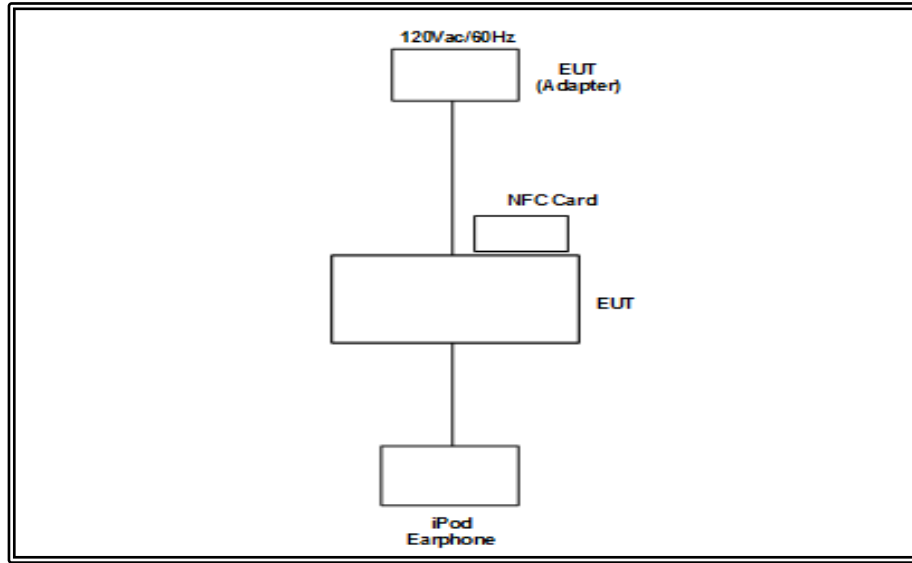 120Vac/60Hz
EUT
(Adapter)
NFC Card
EUT
iPod
Earphone